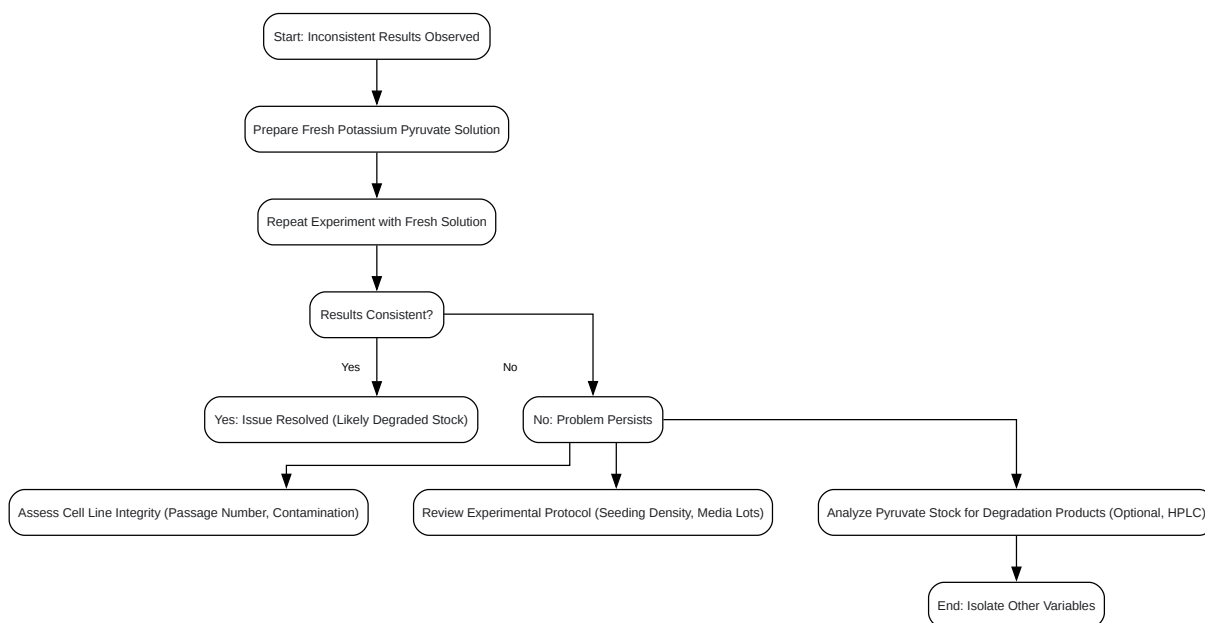 Start: Inconsistent Results Observed
Prepare Fresh Potassium Pyruvate Solution
Repeat Experiment with Fresh Solution
Results Consistent?
Yes
No
Yes: Issue Resolved (Likely Degraded Stock)
No: Problem Persists
Assess Cell Line Integrity (Passage Number, Contamination)
Review Experimental Protocol (Seeding Density, Media Lots)
Analyze Pyruvate Stock for Degradation Products (Optional, HPLC)
End: Isolate Other Variables